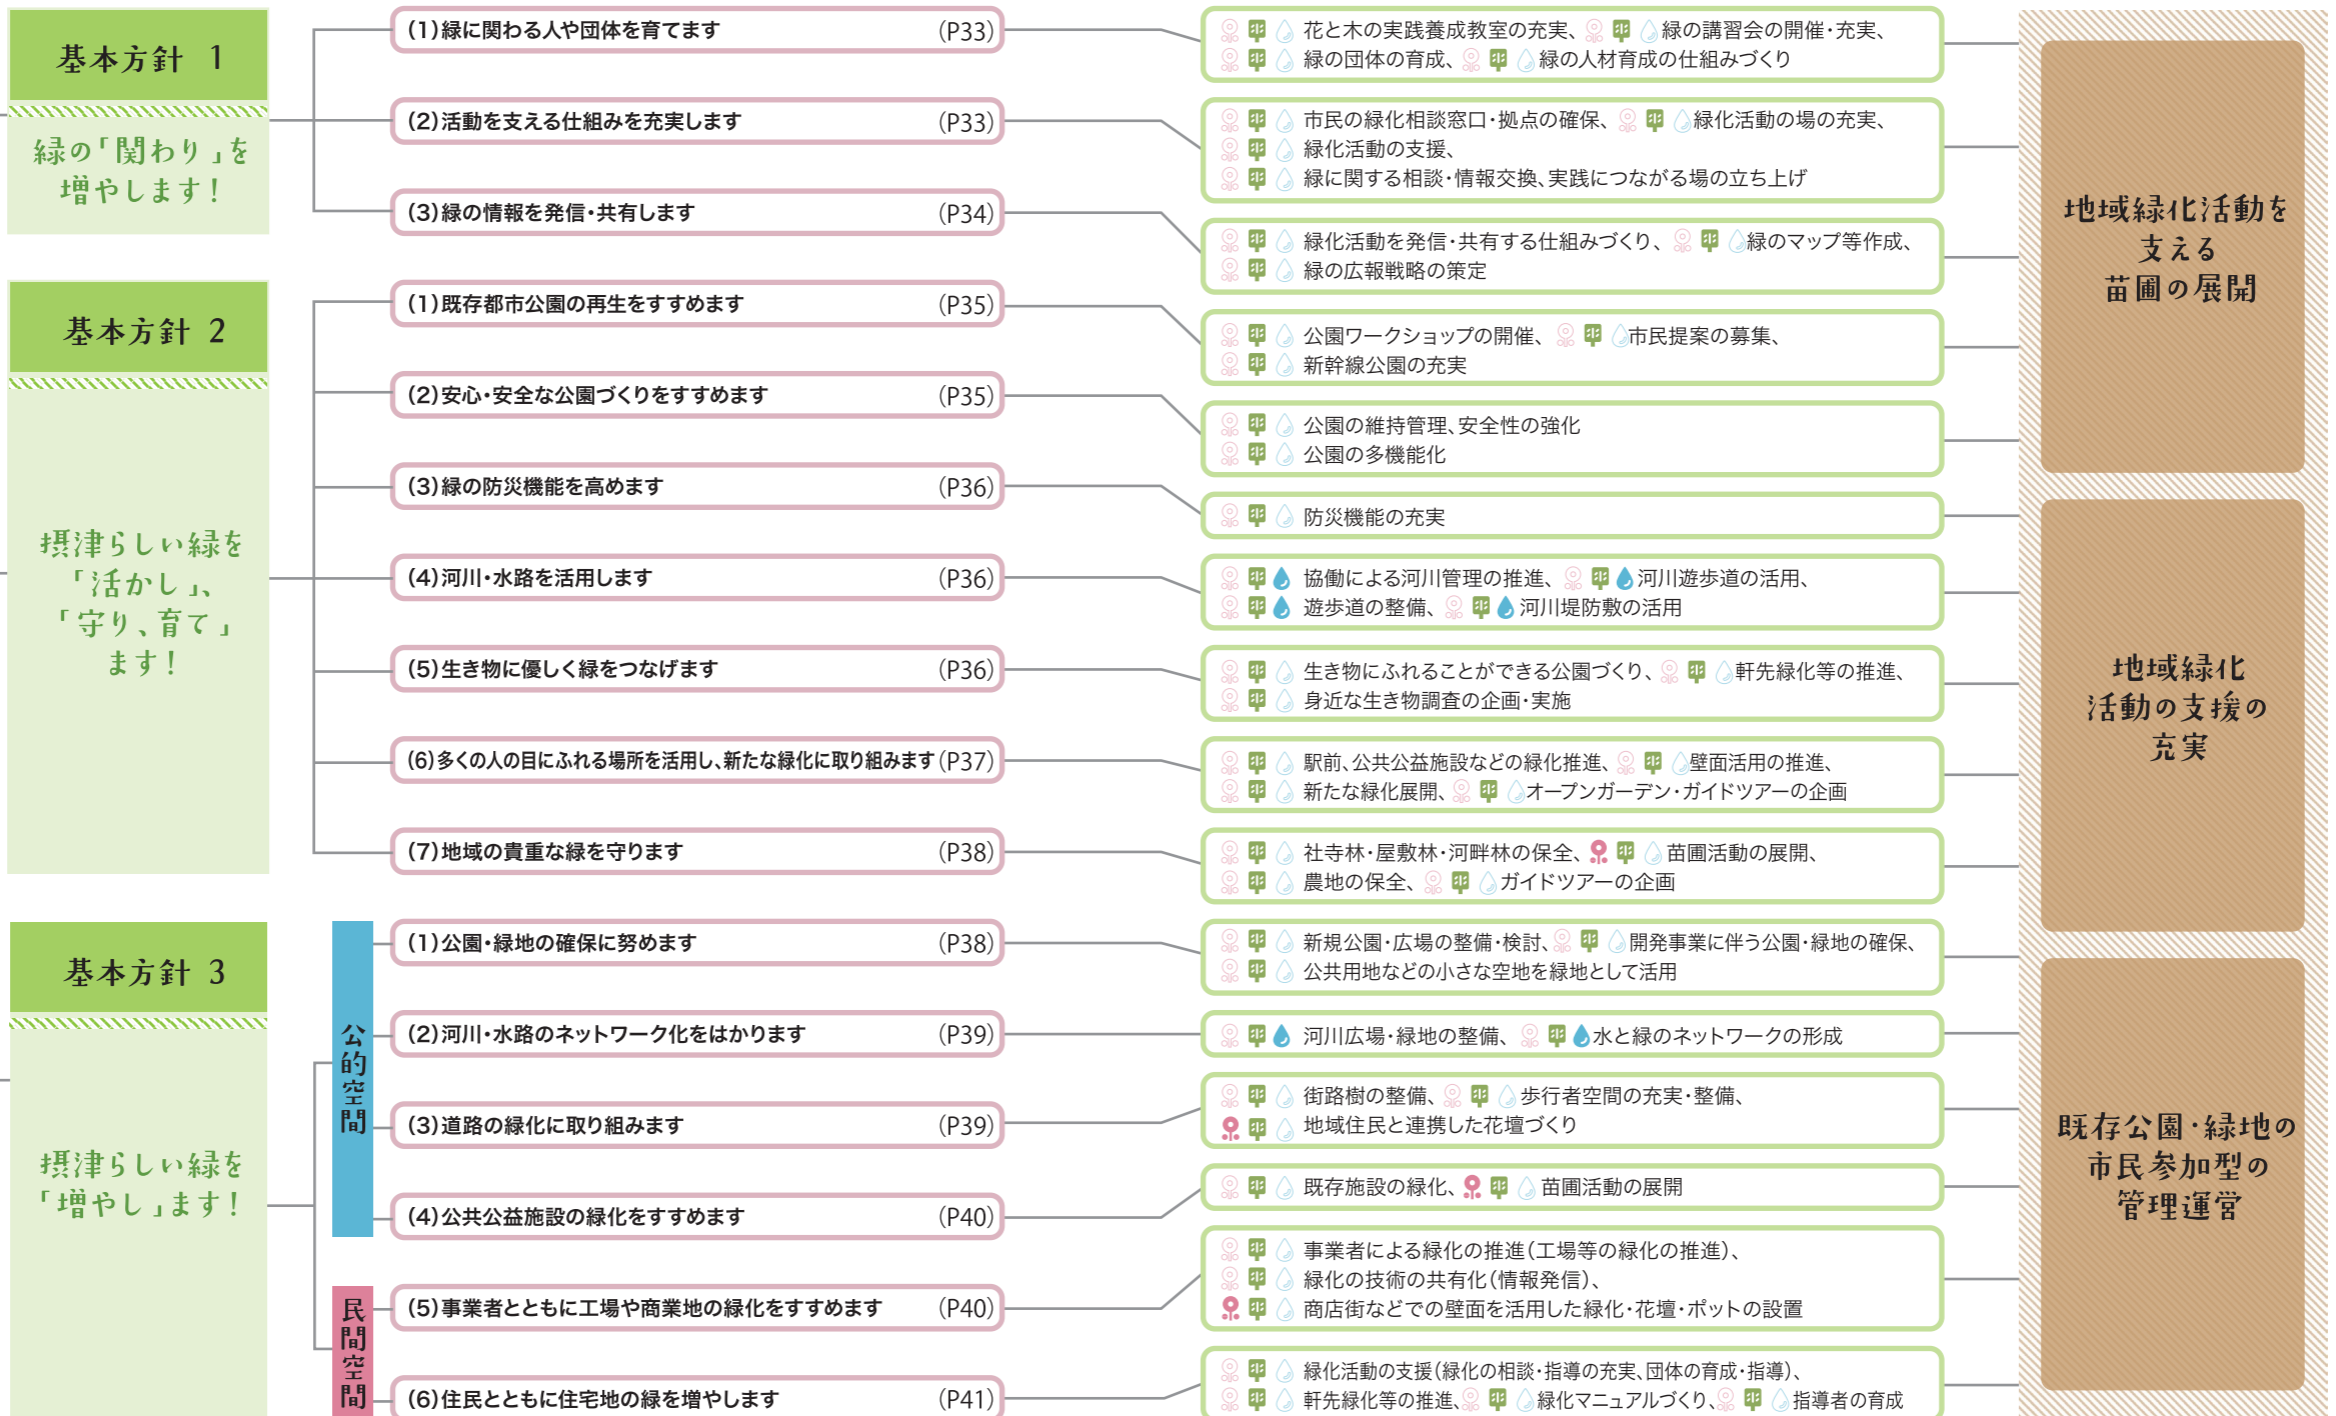 基本方針 1
緑の「関わり」を
増やします！
(1)緑に関わる人や団体を育てます (P33)
花と木の実践養成教室の充実、緑の講習会の開催・充実、
緑の団体の育成、緑の人材育成の仕組みづくり
(2)活動を支える仕組みを充実します (P33)
市民の緑化相談窓口・拠点の確保、緑化活動の場の充実、
緑化活動の支援、
緑に関する相談・情報交換、実践につながる場の立ち上げ
(3)緑の情報を発信・共有します (P34)
緑化活動を発信・共有する仕組みづくり、緑のマップ等作成、
緑の広報戦略の策定
基本方針 2
摂津らしい緑を
「活かし」、
「守り、育て」
ます！
(1)既存都市公園の再生をすすめます (P35)
公園ワークショップの開催、市民提案の募集、
新幹線公園の充実
(2)安心・安全な公園づくりをすすめます (P35)
公園の維持管理、安全性の強化
公園の多機能化
(3)緑の防災機能を高めます (P36)
防災機能の充実
(4)河川・水路を活用します (P36)
協働による河川管理の推進、河川遊歩道の活用、
遊歩道の整備、河川堤防敷の活用
(5)生き物に優しく緑をつなげます (P36)
生き物にふれることができる公園づくり、軒先緑化等の推進、
身近な生き物調査の企画・実施
(6)多くの人の目にふれる場所を活用し、新たな緑化に取り組みます (P37)
駅前、公共公益施設などの緑化推進、壁面活用の推進、
新たな緑化展開、オープンガーデン・ガイドツアーの企画
(7)地域の貴重な緑を守ります (P38)
社寺林・屋敷林・河畔林の保全、苗圃活動の展開、
農地の保全、ガイドツアーの企画
基本方針 3
摂津らしい緑を
「増やし」ます！
公的空間
(1)公園・緑地の確保に努めます (P38)
新規公園・広場の整備・検討、開発事業に伴う公園・緑地の確保、
公共用地などの小さな空地を緑地として活用
(2)河川・水路のネットワーク化をはかります (P39)
河川広場・緑地の整備、水と緑のネットワークの形成
(3)道路の緑化に取り組みます (P39)
街路樹の整備、歩行者空間の充実・整備、
地域住民と連携した花壇づくり
(4)公共公益施設の緑化をすすめます (P40)
既存施設の緑化、苗圃活動の展開
民間空間
(5)事業者とともに工場や商業地の緑化をすすめます (P40)
事業者による緑化の推進(工場等の緑化の推進)、
緑化の技術の共有化(情報発信)、
商店街などでの壁面を活用した緑化・花壇・ポットの設置
(6)住民とともに住宅地の緑を増やします (P41)
緑化活動の支援(緑化の相談・指導の充実、団体の育成・指導)、
軒先緑化等の推進、緑化マニュアルづくり、指導者の育成
地域緑化活動を
支える
苗圃の展開
地域緑化
活動の支援の
充実
既存公園・緑地の
市民参加型の
管理運営